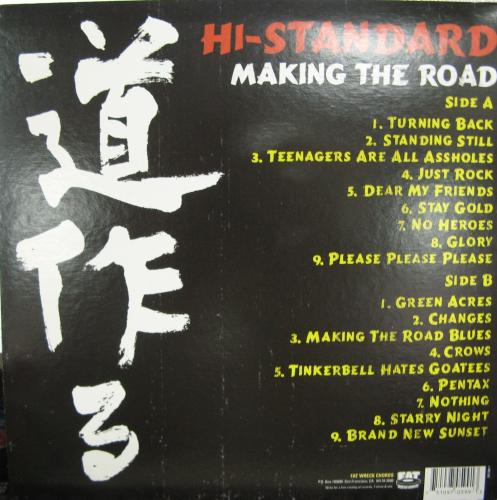 道
作
る
HI-STANDARD
MAKING THE ROAD
SIDE A
1. TURNING BACK
2. STANDING STILL
3. TEENAGERS ARE ALL ASSHOLES
4. JUST ROCK
5. DEAR MY FRIENDS
6. STAY GOLD
7. NO HEROES
8. GLORY
9. PLEASE PLEASE PLEASE
SIDE B
1. GREEN ACRES
2. CHANGES
3. MAKING THE ROAD BLUES
4. CROWS
5. TINKERBELL HATES GOATEES
6. PENTAX
7. NOTHING
8. STARRY NIGHT
9. BRAND NEW SUNSET
FAT WRECK CHORDS
FAT